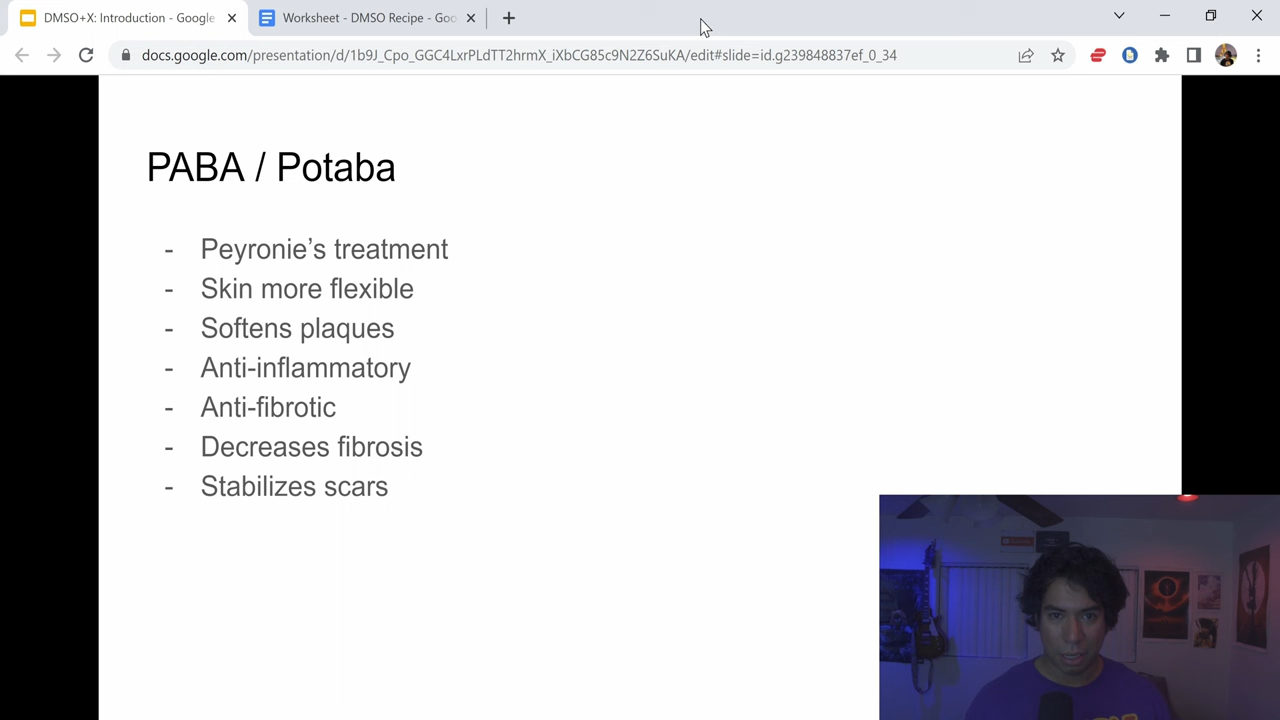 DMSO+X: Introduction - Google
Worksheet - DMSO Recipe - Goo
docs.google.com/presentation/d/1b9J_Cpo_GGC4LxrPLdTT2hrmX_iXbCG85c9N2Z6SuKA/edit#slide=id.g239848837ef_0_34
PABA / Potaba
- Peyronie’s treatment
- Skin more flexible
- Softens plaques
- Anti-inflammatory
- Anti-fibrotic
- Decreases fibrosis
- Stabilizes scars